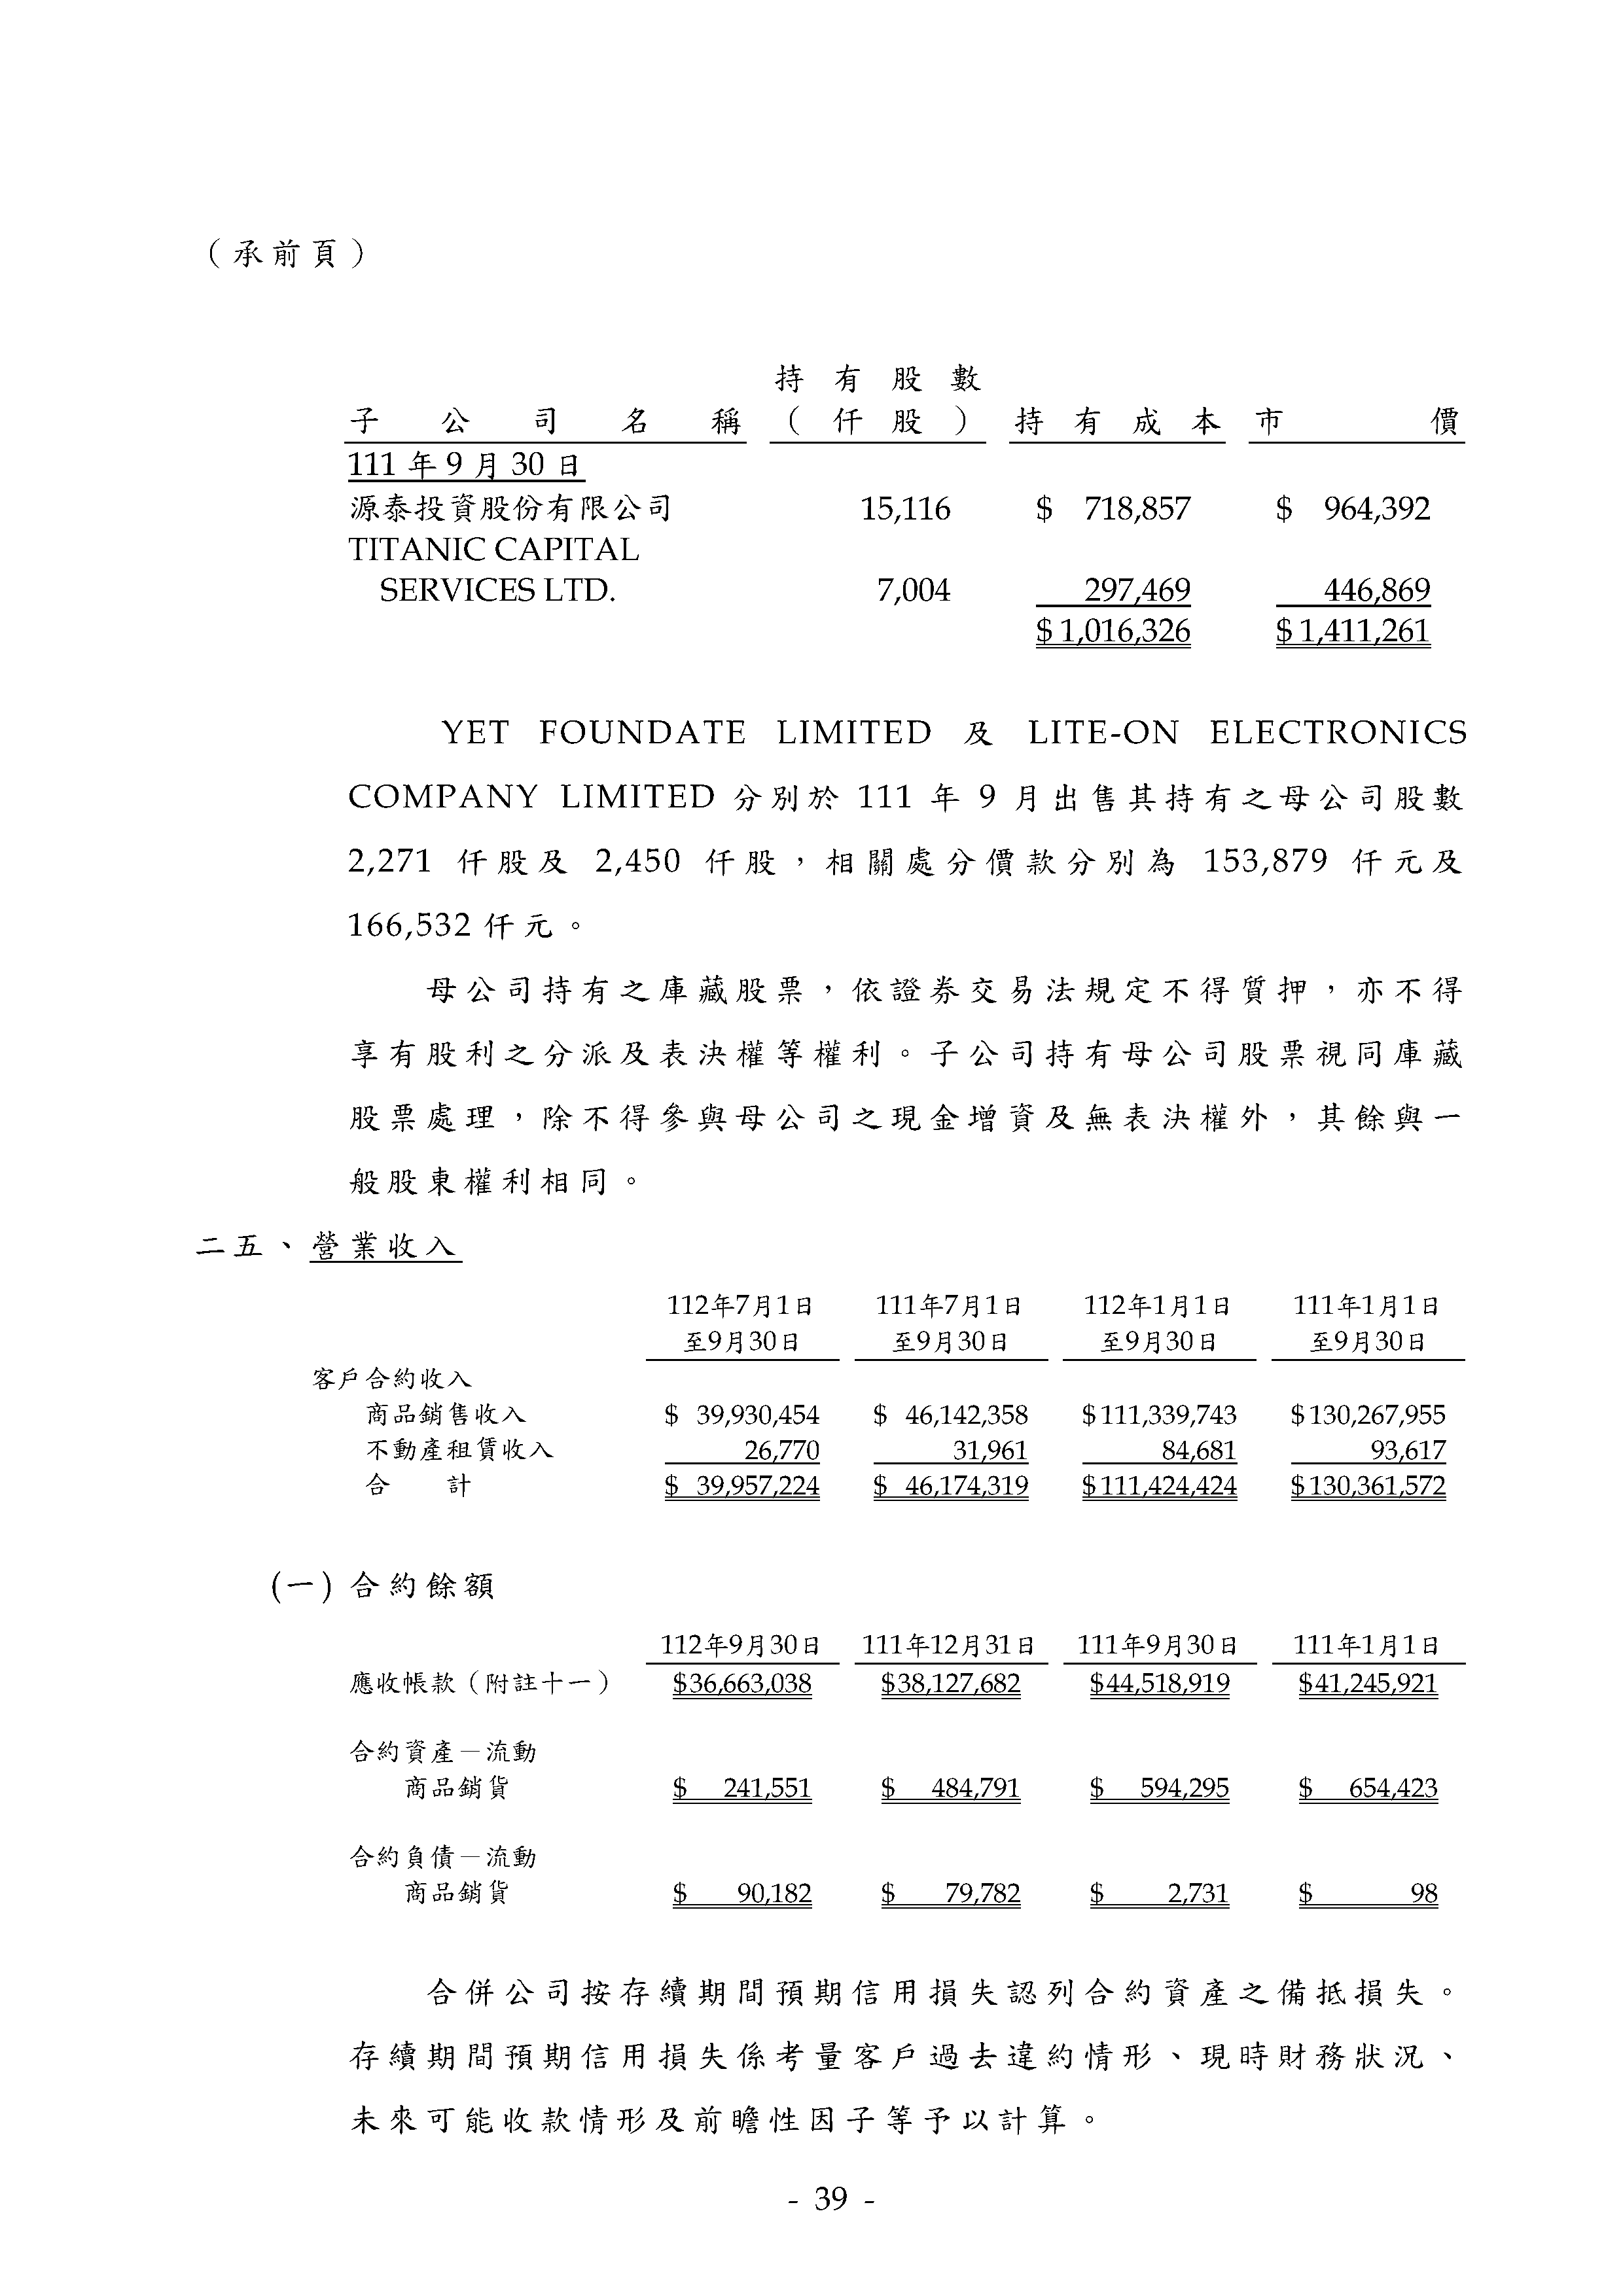 （承前頁）
持有股數
子公司名稱 （仟股） 持有成本 市價
111 年 9 月 30 日
源泰投資股份有限公司 15,116 $ 718,857 $ 964,392
TITANIC CAPITAL
SERVICES LTD. 7,004 297,469 446,869
$ 1,016,326 $ 1,411,261
YET FOUNDATE LIMITED 及 LITE-ON ELECTRONICS
COMPANY LIMITED 分別於 111 年 9 月出售其持有之母公司股數
2,271 仟股及 2,450 仟股，相關處分價款分別為 153,879 仟元及
166,532 仟元。
母公司持有之庫藏股票，依證券交易法規定不得質押，亦不得
享有股利之分派及表決權等權利。子公司持有母公司股票視同庫藏
股票處理，除不得參與母公司之現金增資及無表決權外，其餘與一
般股東權利相同。
二五、營業收入
112年7月1日 111年7月1日 112年1月1日 111年1月1日
至9月30日 至9月30日 至9月30日 至9月30日
客戶合約收入
商品銷售收入 $ 39,930,454 $ 46,142,358 $111,339,743 $130,267,955
不動產租賃收入 26,770 31,961 84,681 93,617
合計 $ 39,957,224 $ 46,174,319 $111,424,424 $130,361,572
(一) 合約餘額
112年9月30日 111年12月31日 111年9月30日 111年1月1日
應收帳款（附註十一） $36,663,038 $38,127,682 $44,518,919 $41,245,921
合約資產－流動
商品銷貨 $ 241,551 $ 484,791 $ 594,295 $ 654,423
合約負債－流動
商品銷貨 $ 90,182 $ 79,782 $ 2,731 $ 98
合併公司按存續期間預期信用損失認列合約資產之備抵損失。
存續期間預期信用損失係考量客戶過去違約情形、現時財務狀況、
未來可能收款情形及前瞻性因子等予以計算。
- 39 -